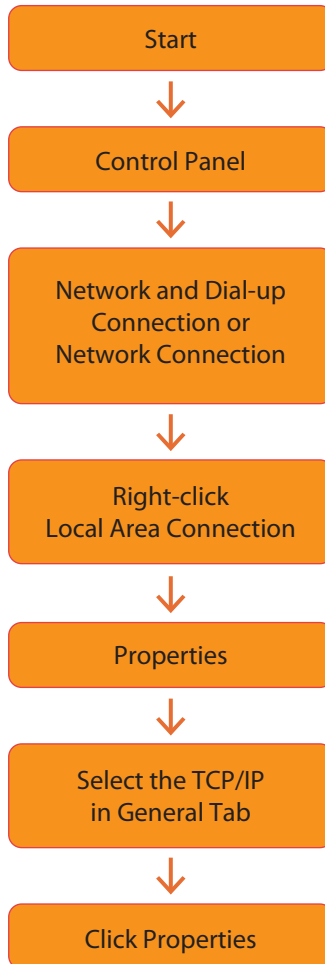 Start
Control Panel
Network and Dial-up
Connection or
Network Connection
Right-click
Local Area Connection
Properties
Select the TCP/IP
in General Tab
Click Properties